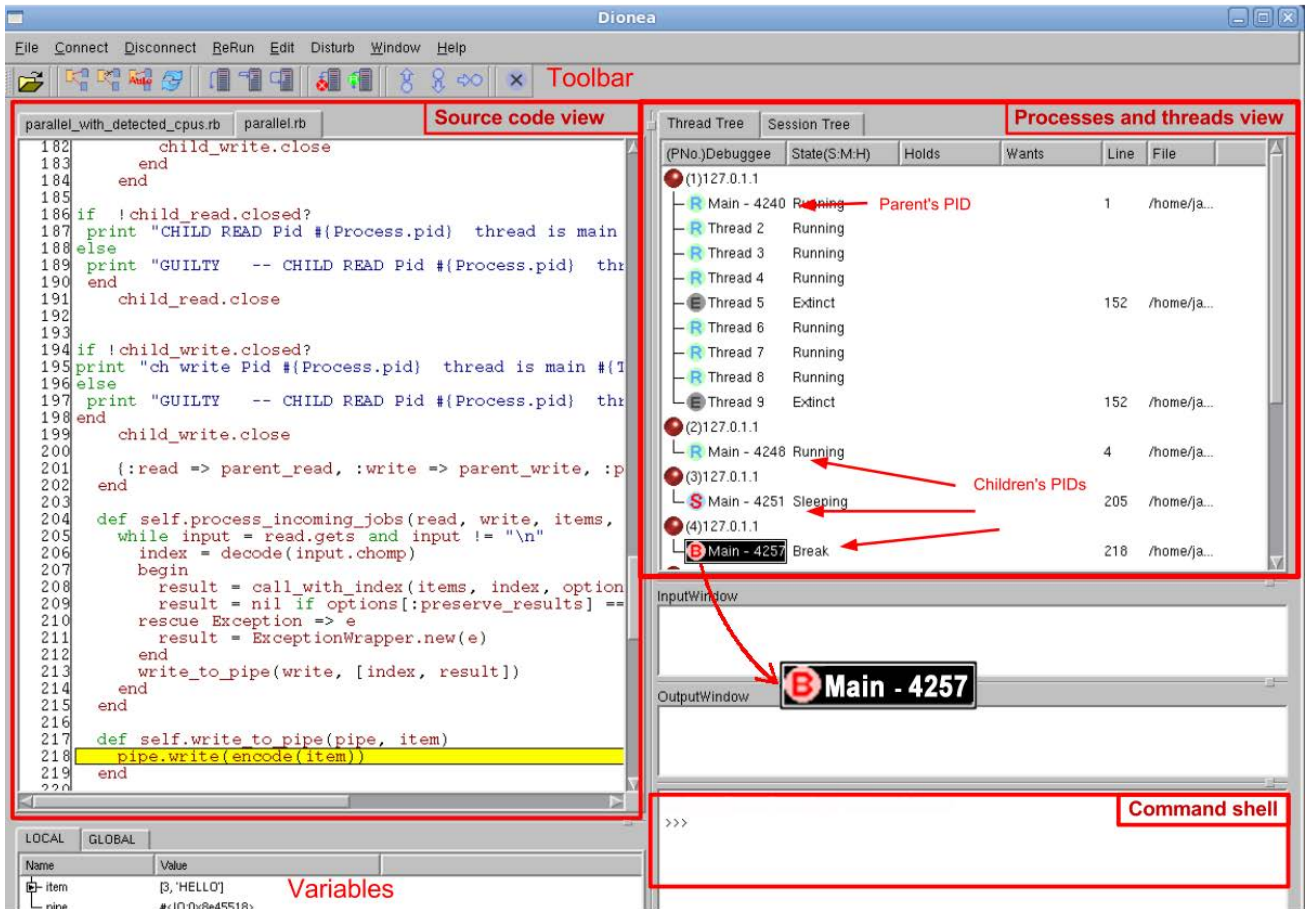 Dionea
File Connect Disconnect ReRun Edit Disturb Window Help
Auto Toolbar
parallel_with_detected_cpus.rb parallel.rb Source code view
182 child_write.close
183 end
184 end
185
186 if !child_read.closed?
187 print "CHILD READ Pid #{Process.pid} thread is main
188 else
189 print "GUILTY -- CHILD READ Pid #{Process.pid} thr
190 end
191 child_read.close
192
193
194 if !child_write.closed?
195 print "ch write Pid #{Process.pid} thread is main #{T
196 else
197 print "GUILTY -- CHILD READ Pid #{Process.pid} thr
198 end
199 child_write.close
200
201 {:read => parent_read, :write => parent_write, :p
202 end
203
204 def self.process_incoming_jobs(read, write, items,
205 while input = read.gets and input != "\n"
206 index = decode(input.chomp)
207 begin
208 result = call_with_index(items, index, option
209 result = nil if options[:preserve_results] ==
210 rescue Exception => e
211 result = ExceptionWrapper.new(e)
212 end
213 write_to_pipe(write, [index, result])
214 end
215 end
216
217 def self.write_to_pipe(pipe, item)
218 pipe.write(encode(item))
219 end
220
LOCAL GLOBAL
Name Value
item [3, 'HELLO']
Variables
pipe #<IO:0x8e45518>
Thread Tree Session Tree Processes and threads view
(PNo.)Debuggee State(S:M:H) Holds Wants Line File
(1)127.0.1.1
R Main - 4240 Running Parent's PID 1 /home/ja...
R Thread 2 Running
R Thread 3 Running
R Thread 4 Running
E Thread 5 Extinct 152 /home/ja...
R Thread 6 Running
R Thread 7 Running
R Thread 8 Running
E Thread 9 Extinct 152 /home/ja...
(2)127.0.1.1
R Main - 4248 Running 4 /home/ja...
(3)127.0.1.1
Children's PIDs
S Main - 4251 Sleeping 205 /home/ja...
(4)127.0.1.1
B Main - 4257 Break 218 /home/ja...
InputWindow
B Main - 4257
OutputWindow
Command shell
>>>